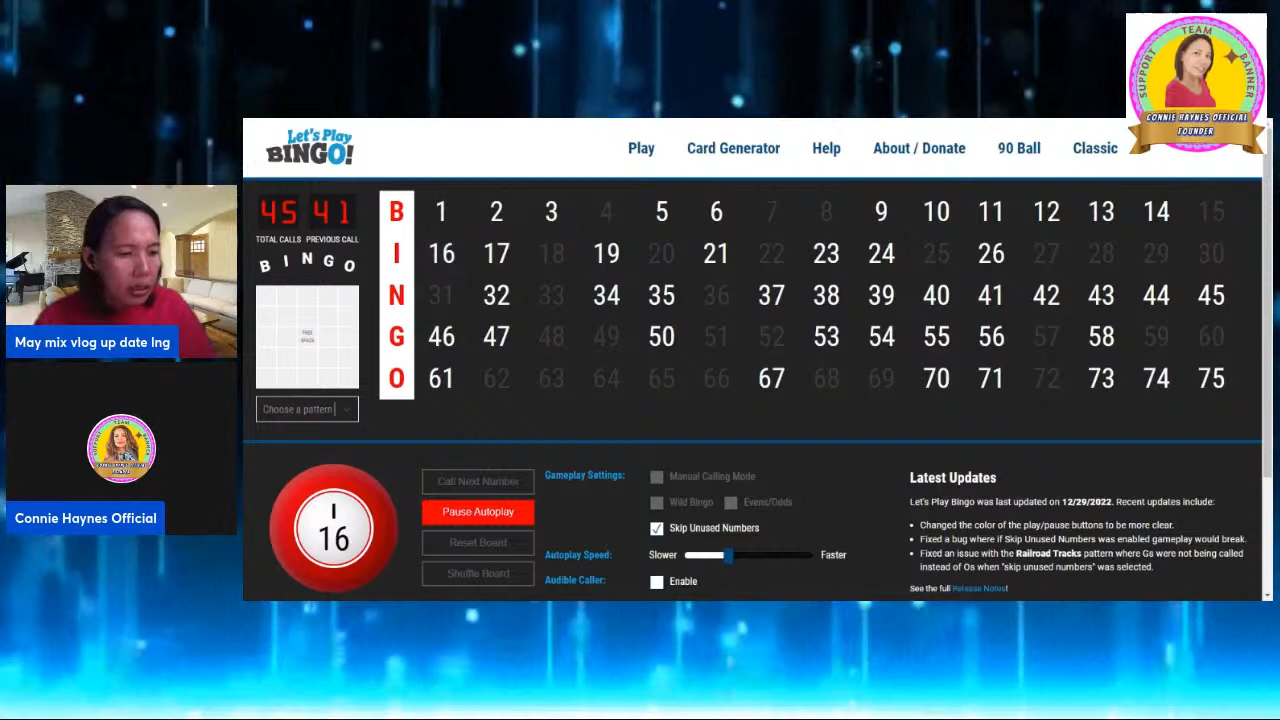 SUPPORT TEAM BANNER
CONNIE HAYNES OFFICIAL
FOUNDER
Let's Play
BINGO!
Play Card Generator Help About / Donate 90 Ball Classic
45 41
TOTAL CALLS PREVIOUS CALL
B I N G O
FREE
SPACE
Choose a pattern
B 1 2 3 4 5 6 7 8 9 10 11 12 13 14 15
I 16 17 18 19 20 21 22 23 24 25 26 27 28 29 30
N 31 32 33 34 35 36 37 38 39 40 41 42 43 44 45
G 46 47 48 49 50 51 52 53 54 55 56 57 58 59 60
O 61 62 63 64 65 66 67 68 69 70 71 72 73 74 75
May mix vlog up date lng
SUPPORT TEAM BANNER
Connie Haynes Official
I
16
Call Next Number
Pause Autoplay
Reset Board
Shuffle Board
Gameplay Settings:
Manual Calling Mode
Wild Bingo Evens/Odds
Skip Unused Numbers
Autoplay Speed: Slower Faster
Audible Caller: Enable
Latest Updates
Let's Play Bingo was last updated on 12/29/2022. Recent updates include:
Changed the color of the play/pause buttons to be more clear.
Fixed a bug where if Skip Unused Numbers was enabled gameplay would break.
Fixed an issue with the Railroad Tracks pattern where Gs were not being called
instead of Os when "skip unused numbers" was selected.
See the full Release Notes!